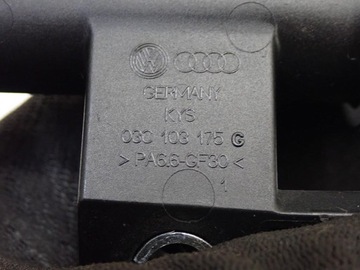 GERMANY
KYS
030 103 175 G
>PA6.6-GF30<
1